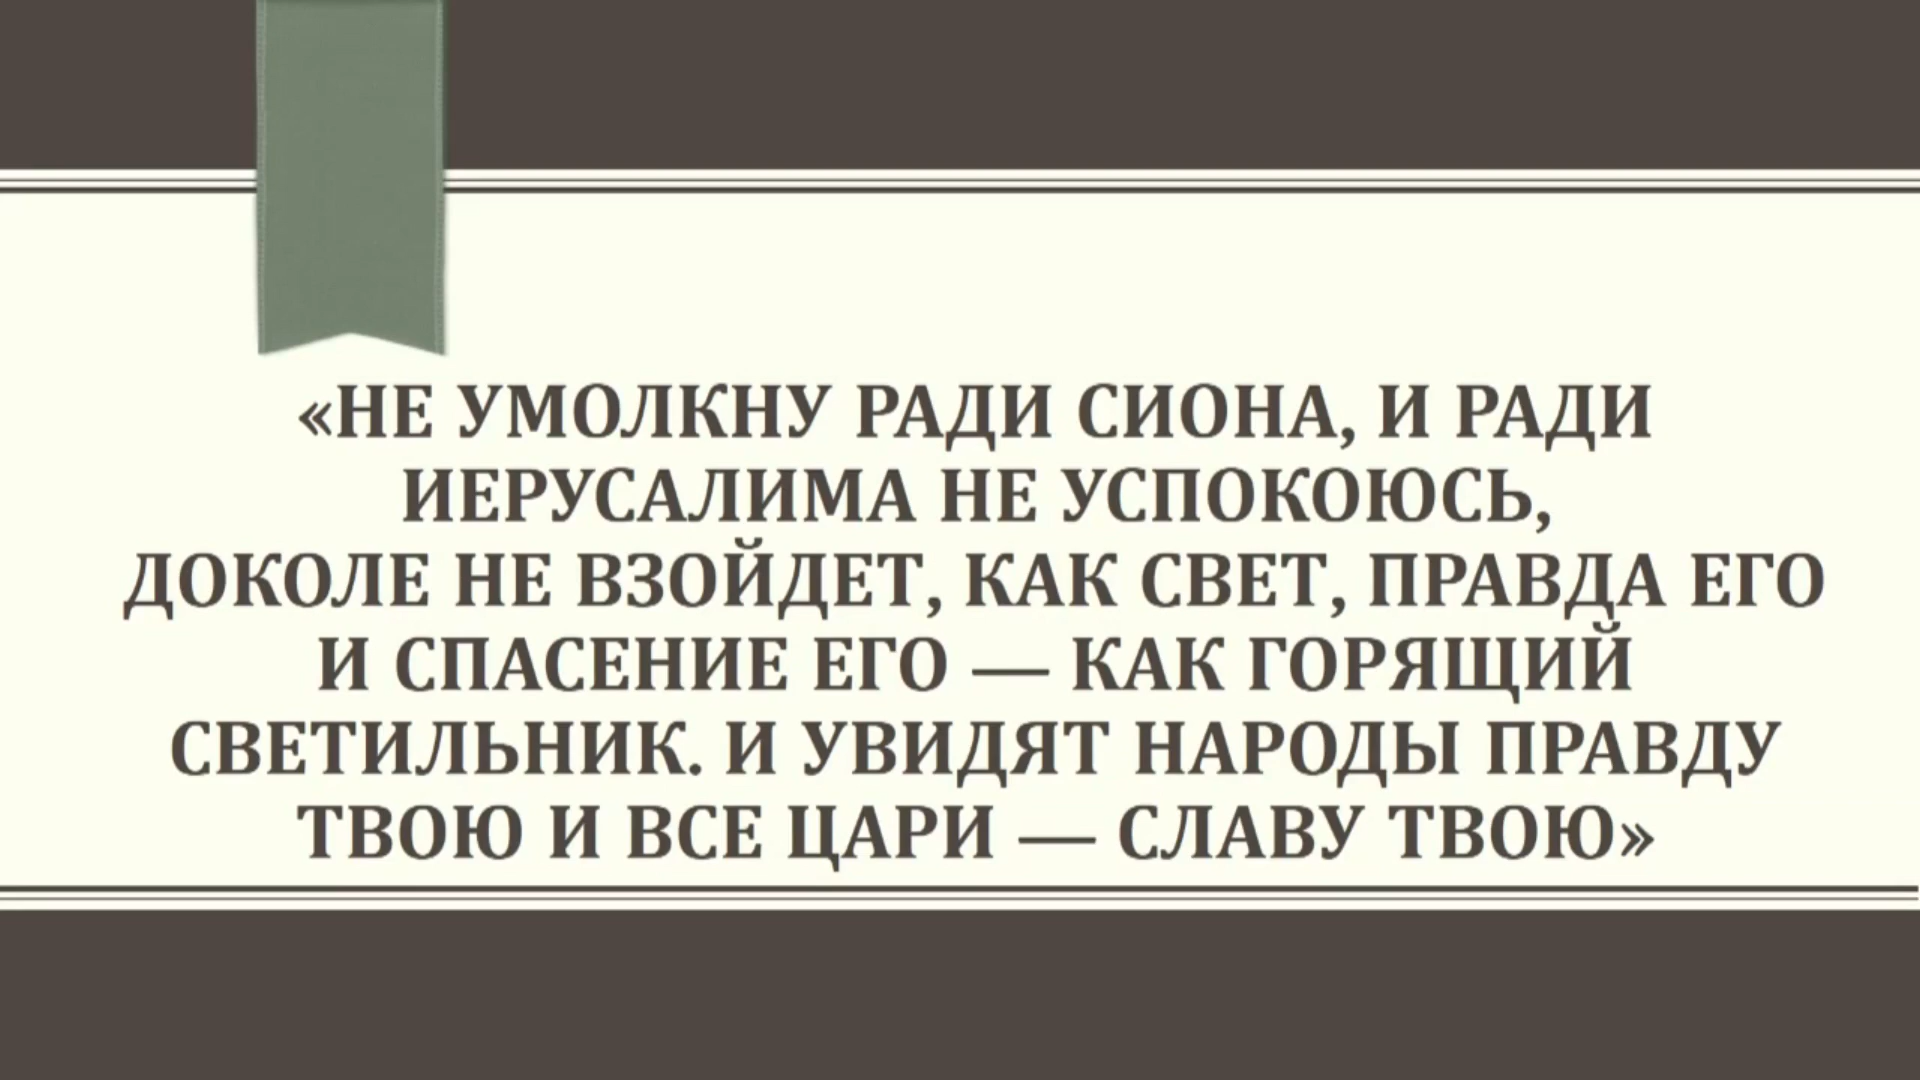 «НЕ УМОЛКНУ РАДИ СИОНА, И РАДИ
ИЕРУСАЛИМА НЕ УСПОКОЮСЬ,
ДОКОЛЕ НЕ ВЗОЙДЕТ, КАК СВЕТ, ПРАВДА ЕГО
И СПАСЕНИЕ ЕГО — КАК ГОРЯЩИЙ
СВЕТИЛЬНИК. И УВИДЯТ НАРОДЫ ПРАВДУ
ТВОЮ И ВСЕ ЦАРИ — СЛАВУ ТВОЮ»